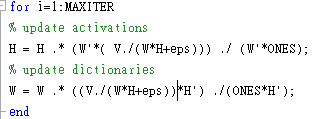 for i=1:MAXITER
% update activations
H = H .* (W'*( V./(W*H+eps))) ./ (W'*ONES);
% update dictionaries
W = W .* ((V./(W*H+eps))*H') ./(ONES*H');
end